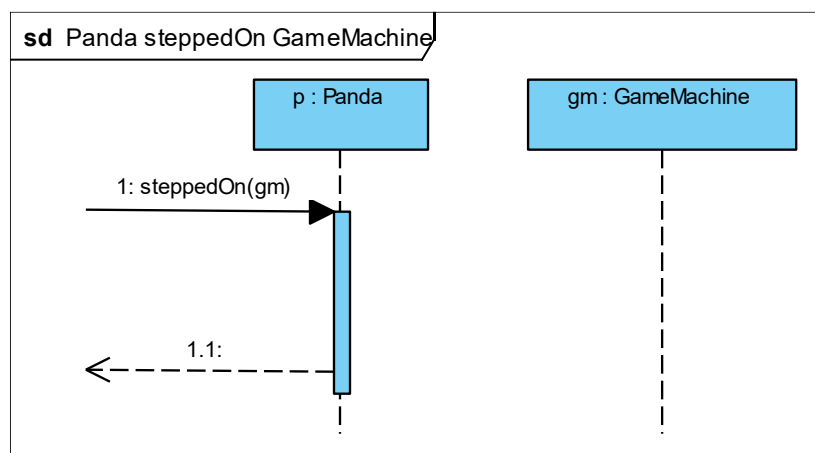 sd Panda steppedOn GameMachine
p : Panda
gm : GameMachine
1: steppedOn(gm)
1.1: